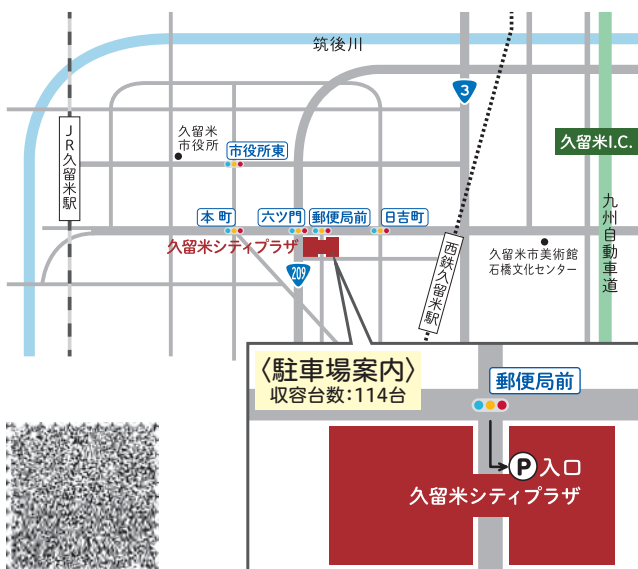 筑後川
3
久留米I.C.
久留米
市役所
市役所東
JR久留米駅
九州自動車道
本町
六ツ門
郵便局前
日吉町
久留米シティプラザ
久留米市美術館
石橋文化センター
西鉄久留米駅
209
〈駐車場案内〉
収容台数:114台
郵便局前
P 入口
久留米シティプラザ